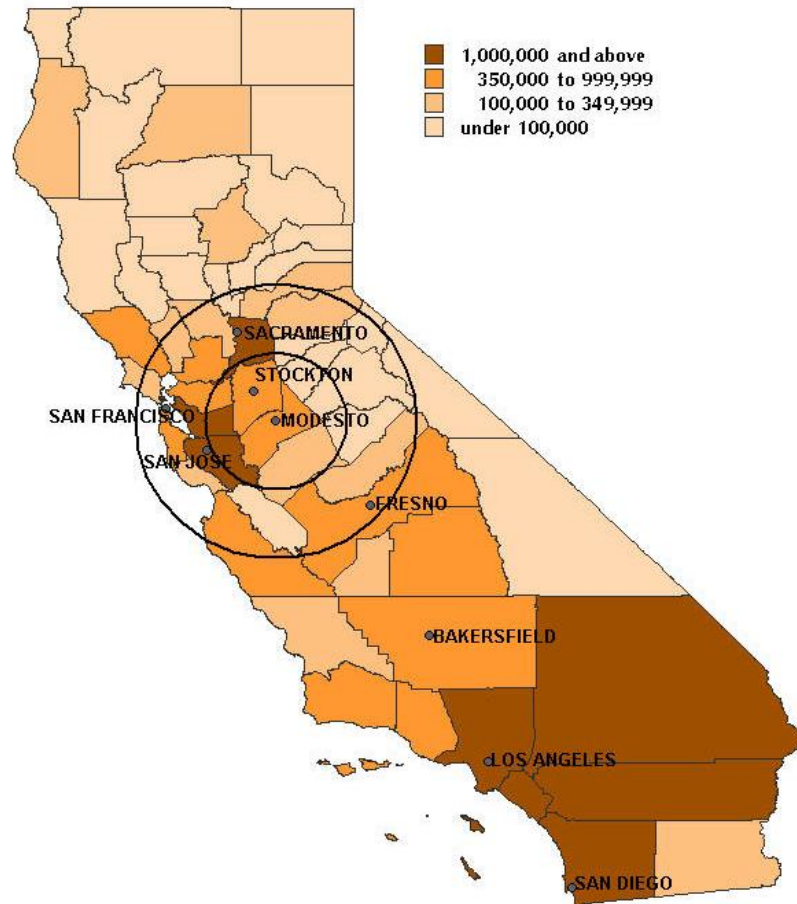 1,000,000 and above
350,000 to 999,999
100,000 to 349,999
under 100,000
SACRAMENTO
STOCKTON
SAN FRANCISCO
MODESTO
SAN JOSE
FRESNO
BAKERSFIELD
LOS ANGELES
SAN DIEGO